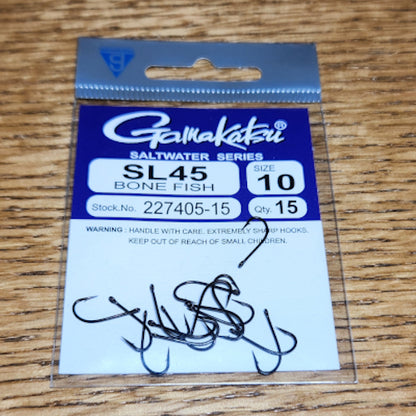 G
Gamakatsu®
SALTWATER SERIES
SL45
BONE FISH
SIZE
10
Stock.No. 227405-15
Qty. 15
WARNING : HANDLE WITH CARE. EXTREMELY SHARP HOOKS.
KEEP OUT OF REACH OF SMALL CHILDREN.